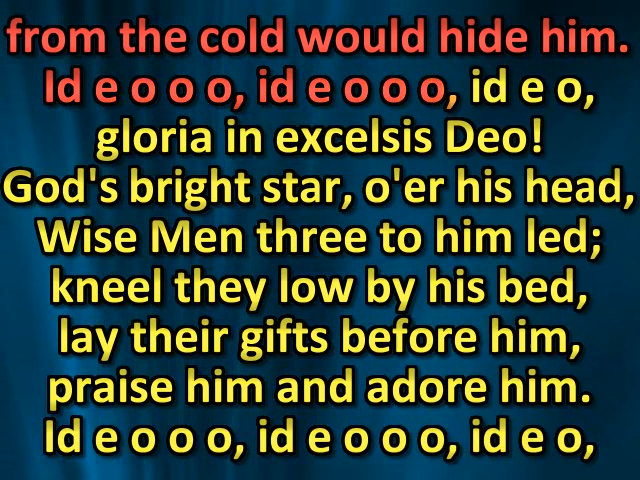 from the cold would hide him.
Id e o o o, id e o o o, id e o,
gloria in excelsis Deo!
God's bright star, o'er his head,
Wise Men three to him led;
kneel they low by his bed,
lay their gifts before him,
praise him and adore him.
Id e o o o, id e o o o, id e o,